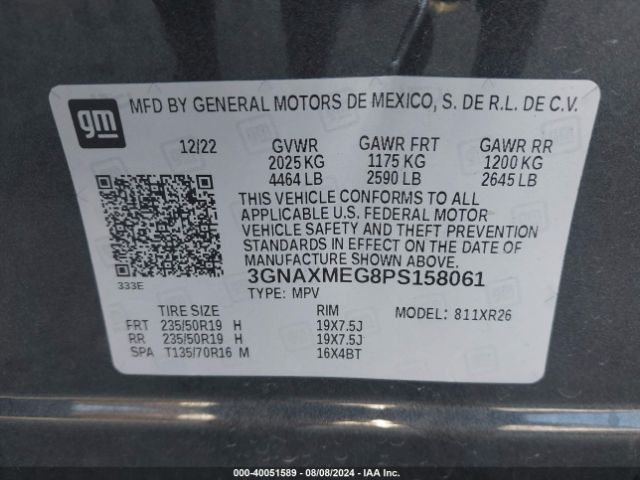 gm
MFD BY GENERAL MOTORS DE MEXICO, S. DE R.L. DE C.V.
12/22 GVWR GAWR FRT GAWR RR
2025 KG 1175 KG 1200 KG
4464 LB 2590 LB 2645 LB
THIS VEHICLE CONFORMS TO ALL
APPLICABLE U.S. FEDERAL MOTOR
VEHICLE SAFETY AND THEFT PREVENTION
STANDARDS IN EFFECT ON THE DATE OF
MANUFACTURE SHOWN ABOVE.
3GNAXMEG8PS158061
333E TYPE: MPV
TIRE SIZE RIM MODEL: 811XR26
FRT 235/50R19 H 19X7.5J
RR 235/50R19 H 19X7.5J
SPA T135/70R16 M 16X4BT
000-40051589 - 08/08/2024 - IAA Inc.